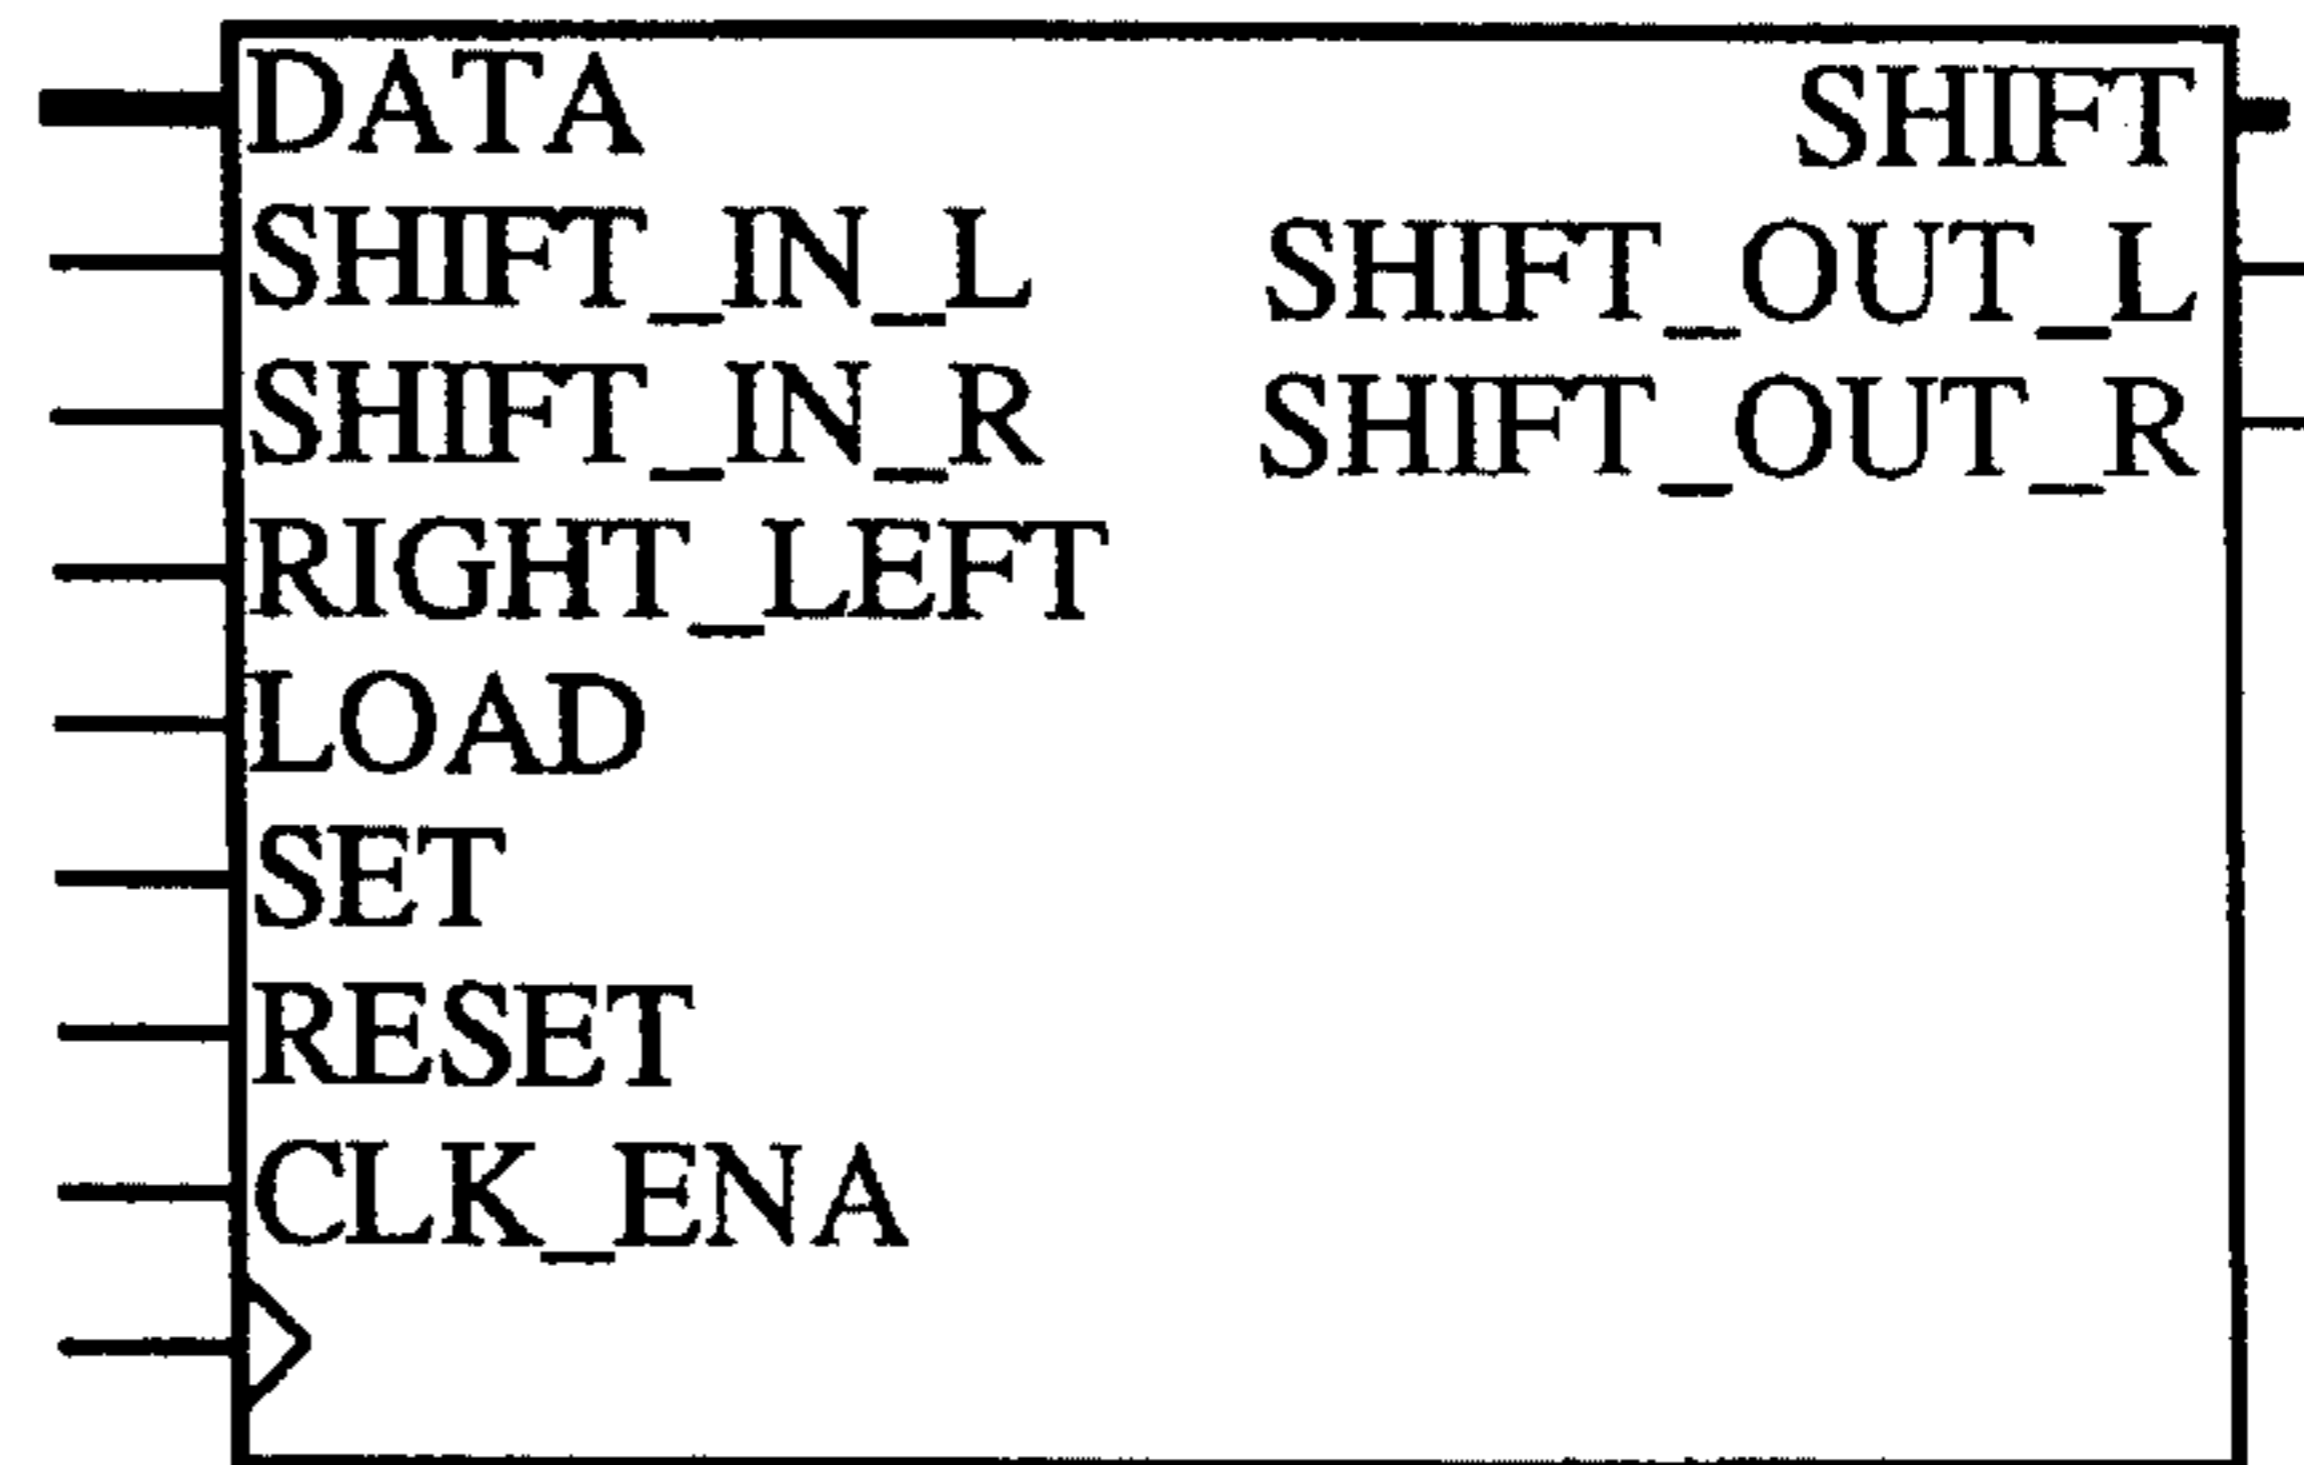 DATA SHIFT
SHIFT_IN_L SHIFT_OUT_L
SHIFT_IN_R SHIFT_OUT_R
RIGHT_LEFT
LOAD
SET
RESET
CLK_ENA